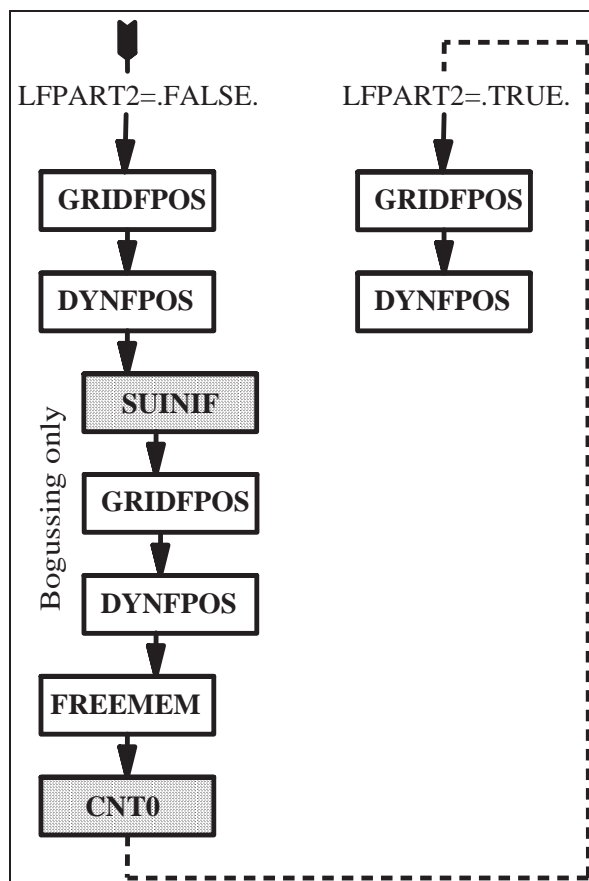 LFPART2=.FALSE.
GRIDFPOS
DYNFPOS
SUINIF
GRIDFPOS
DYNFPOS
Bogussing only
FREEMEM
CNT0
LFPART2=.TRUE.
GRIDFPOS
DYNFPOS